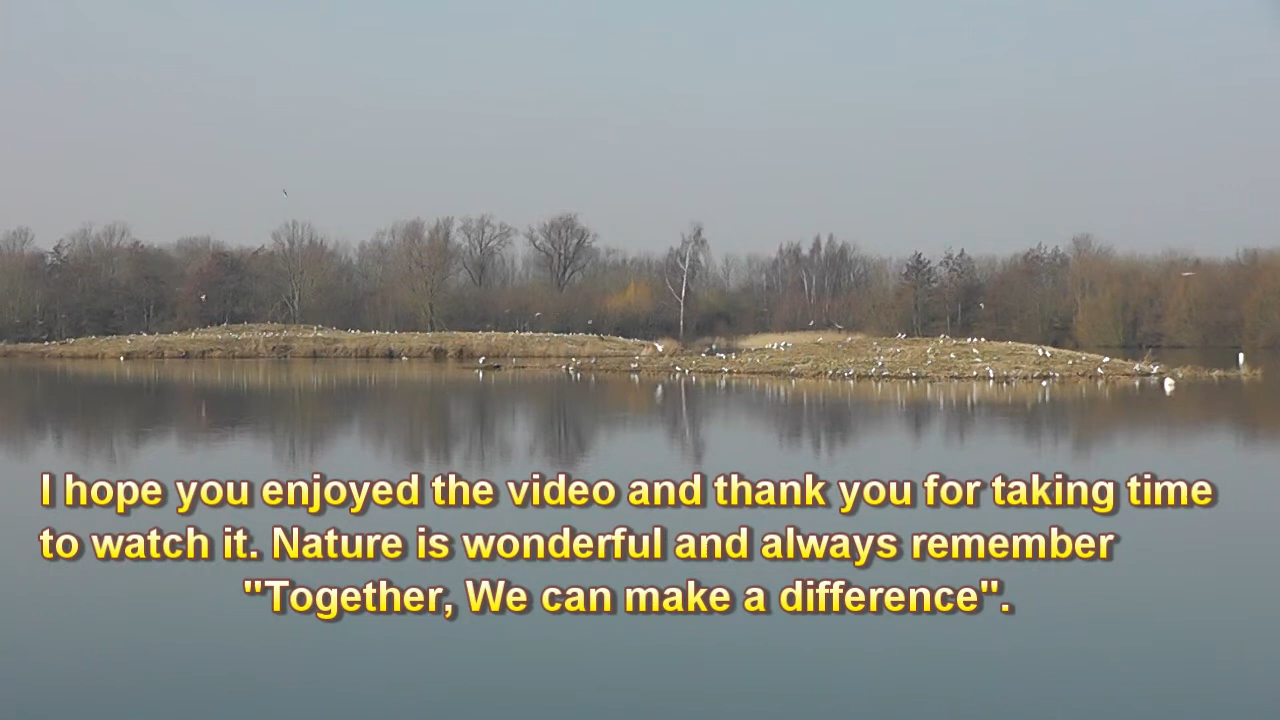 I hope you enjoyed the video and thank you for taking time
to watch it. Nature is wonderful and always remember
"Together, We can make a difference".